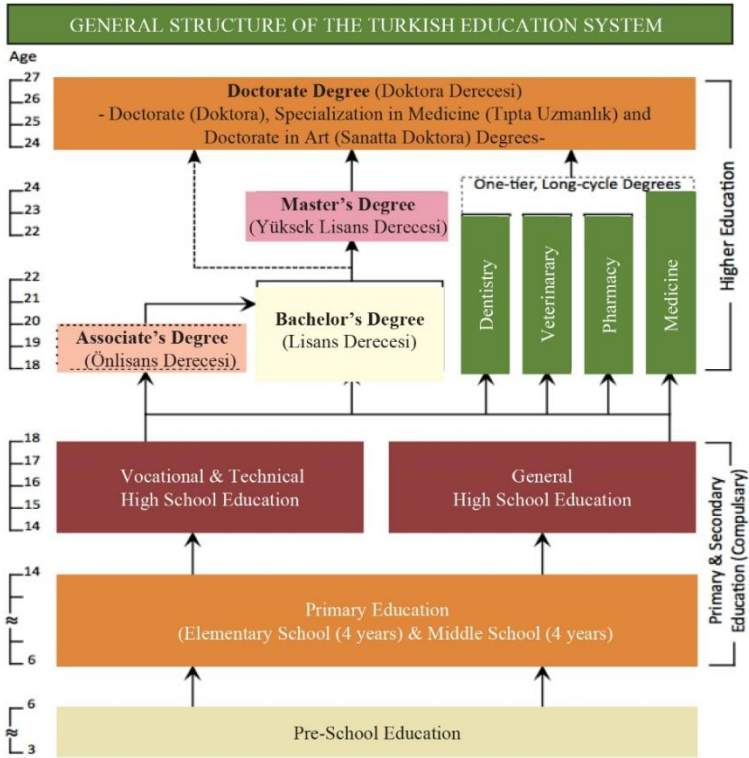 GENERAL STRUCTURE OF THE TURKISH EDUCATION SYSTEM
Age
27
26
25
24
Doctorate Degree (Doktora Derecesi)
- Doctorate (Doktora), Specialization in Medicine (Tıpta Uzmanlık) and
Doctorate in Art (Sanatta Doktora) Degrees-
24
23
22
Master's Degree
(Yüksek Lisans Derecesi)
One-tier, Long-cycle Degrees
Higher Education
22
21
20
19
18
Associate's Degree
(Önlisans Derecesi)
Bachelor's Degree
(Lisans Derecesi)
Dentistry
Veterinarary
Pharmacy
Medicine
18
17
16
15
14
Vocational & Technical
High School Education
General
High School Education
Primary & Secondary
Education (Compulsary)
14
≈
6
Primary Education
(Elementary School (4 years) & Middle School (4 years)
6
≈
3
Pre-School Education